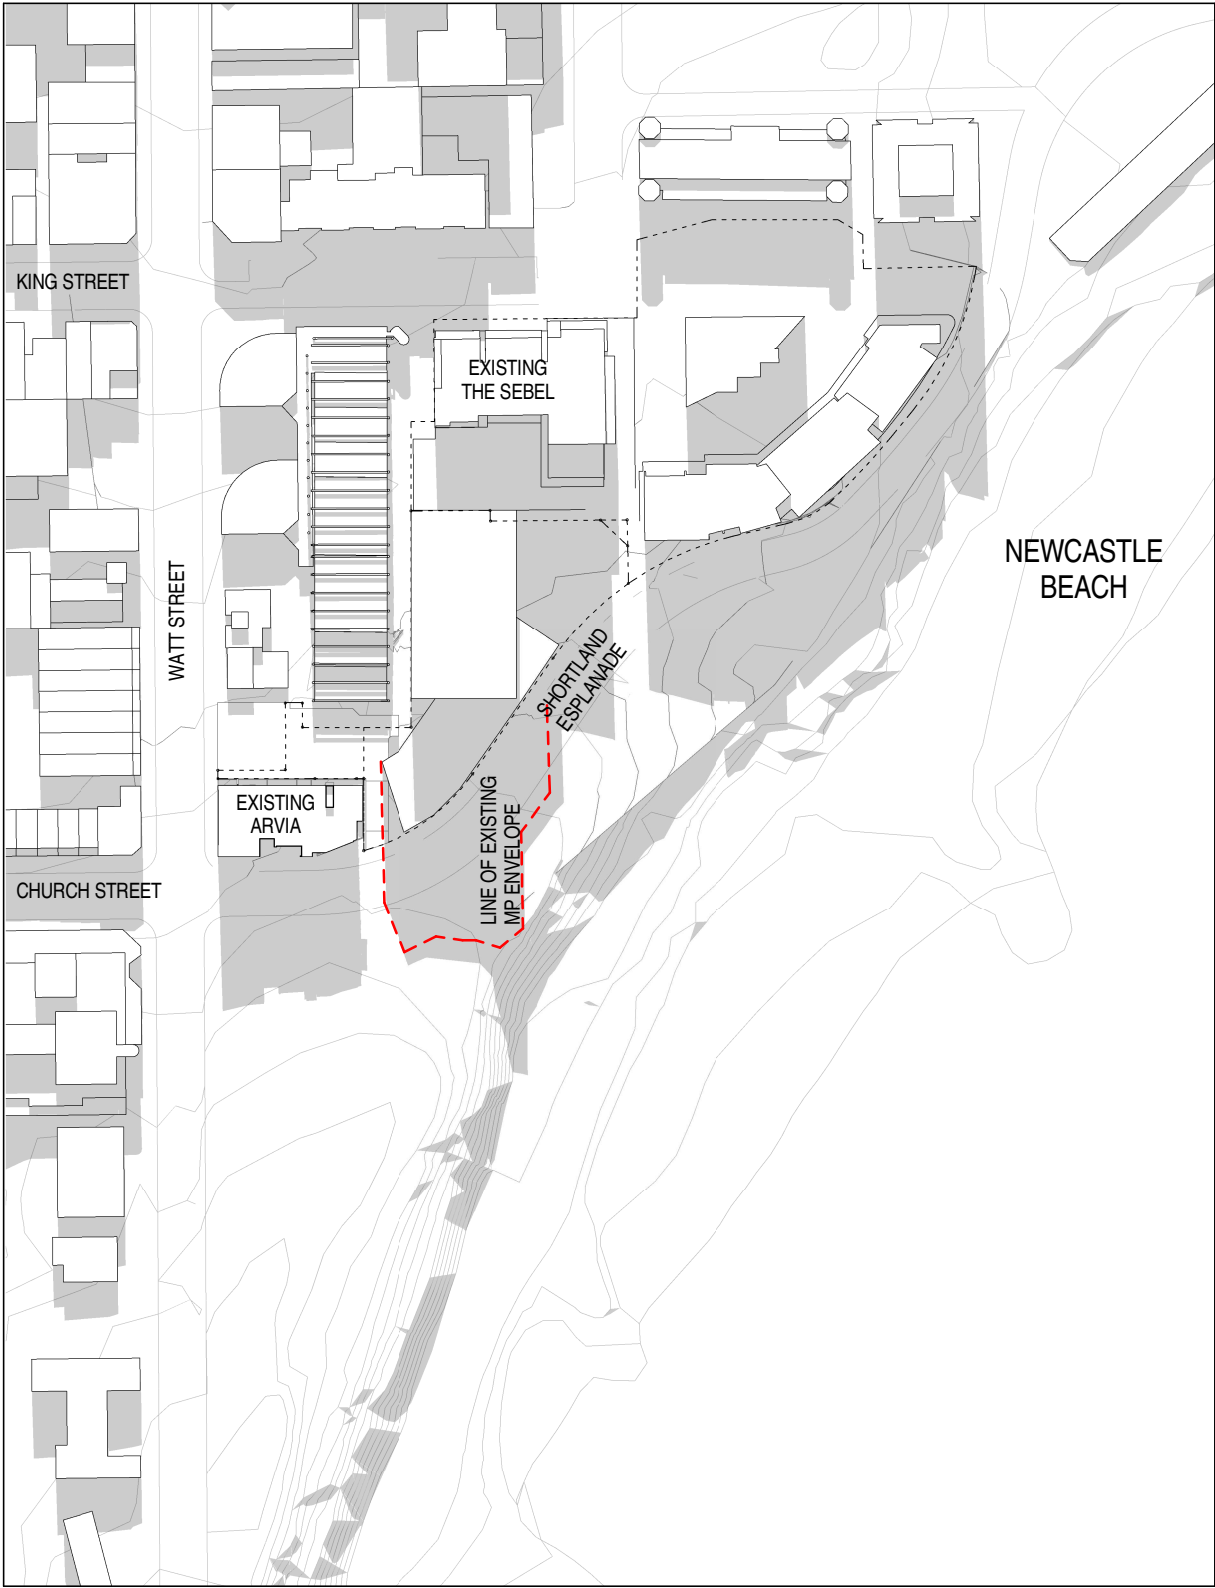 KING STREET
EXISTING
THE SEBEL
NEWCASTLE
BEACH
WATT STREET
SHORTLAND
ESPLANADE
EXISTING
ARVIA
LINE OF EXISTING
MP ENVELOPE
CHURCH STREET